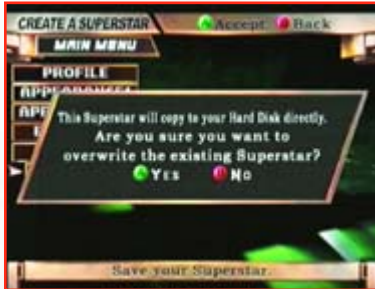 CREATE A SUPERSTAR
A Accept B Back
MAIN MENU
PROFILE
APPEARANCE1
This Superstar will copy to your Hard Disk directly.
Are you sure you want to
overwrite the existing Superstar?
A YES B NO
Save your Superstar.